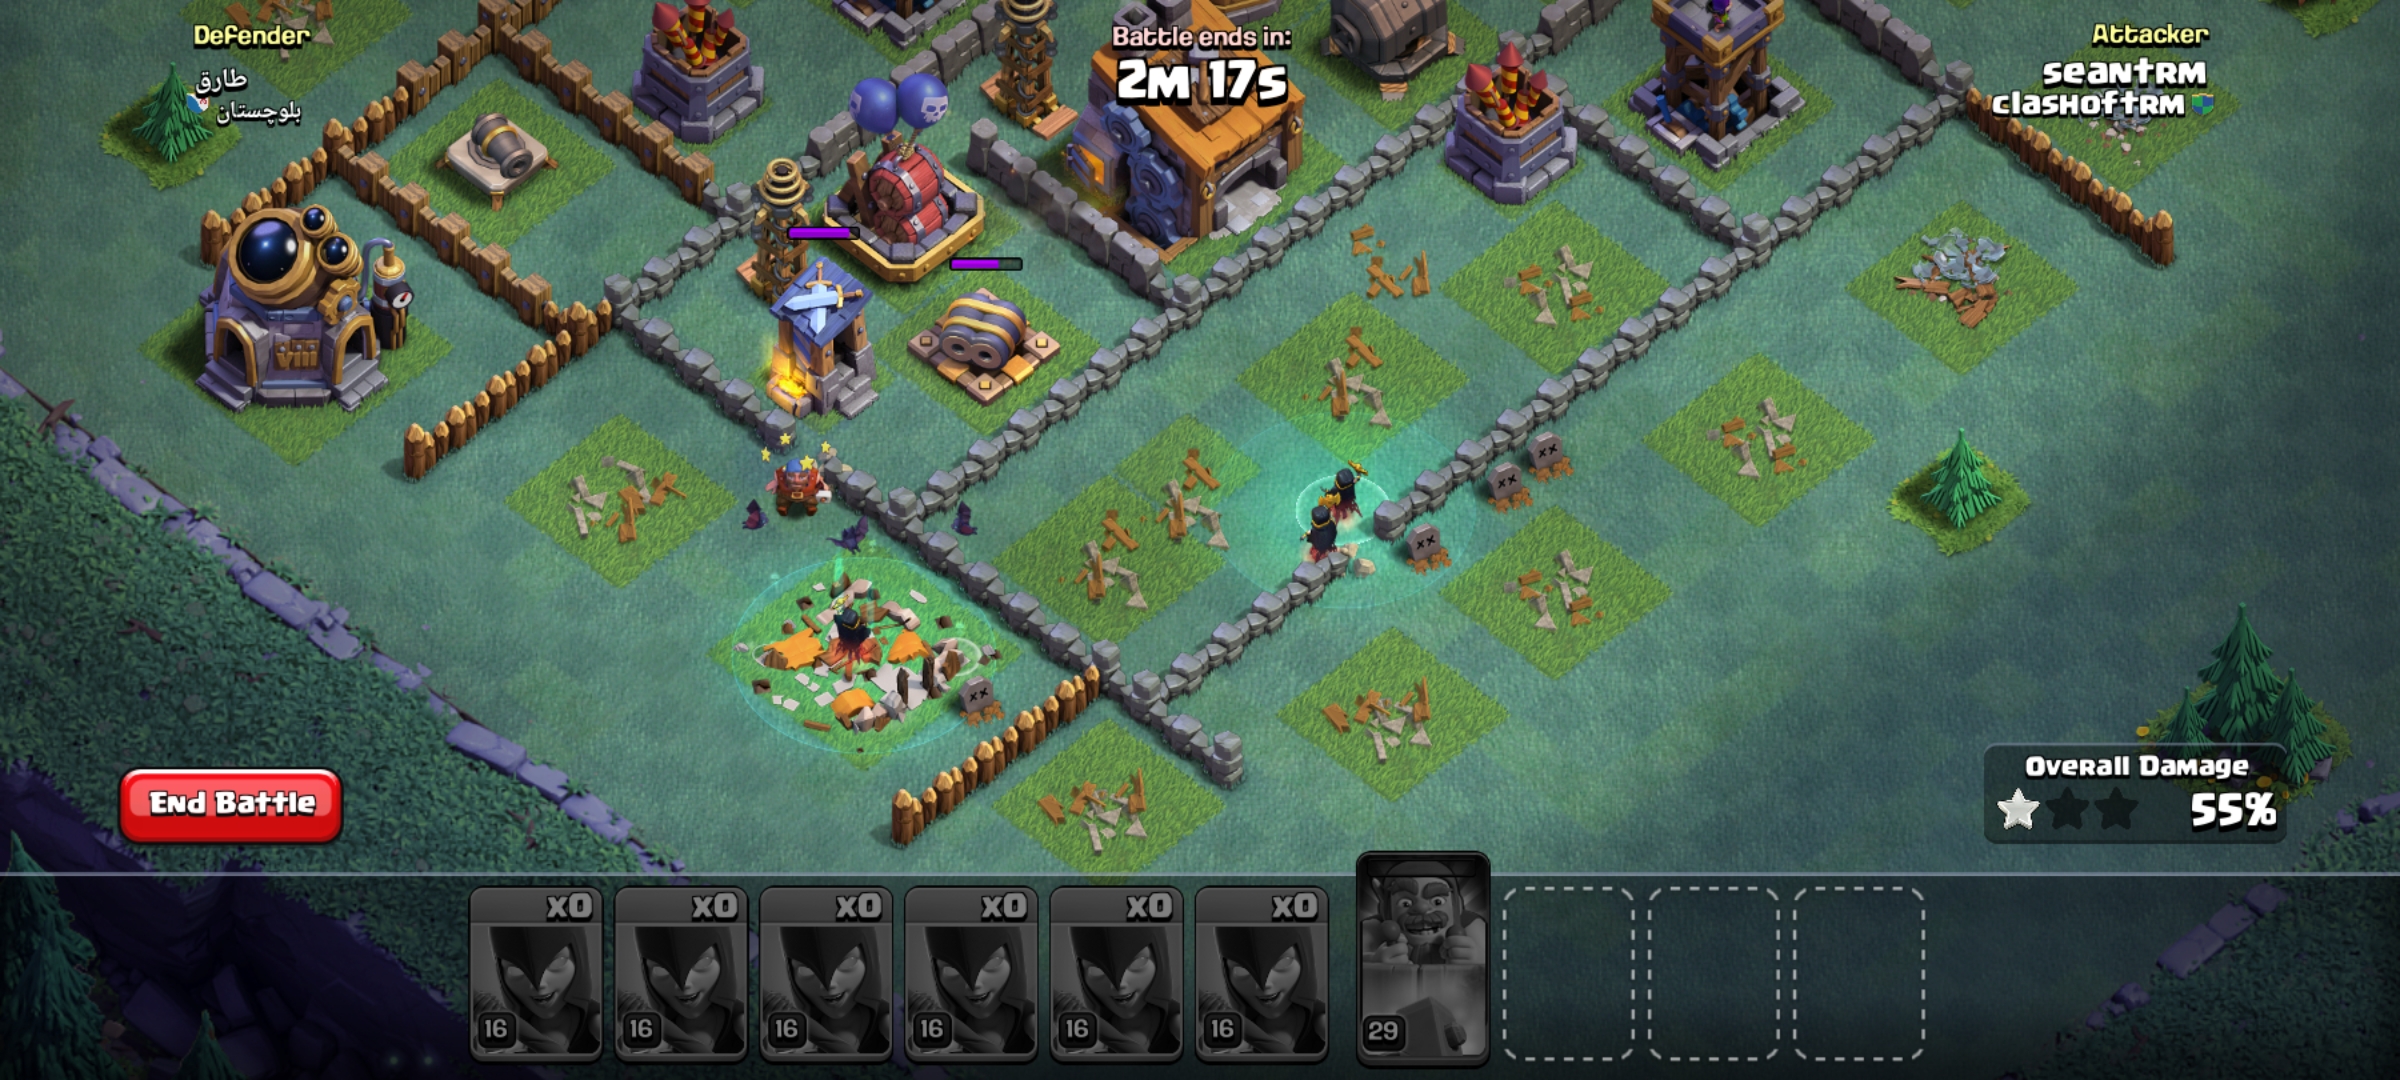 Defender
طارق
بلوچستان
Battle ends in:
2M 17s
Attacker
seantRM
clashoftRM
VIII
End Battle
Overall Damage
55%
x0
x0
x0
x0
x0
x0
16
16
16
16
16
16
29